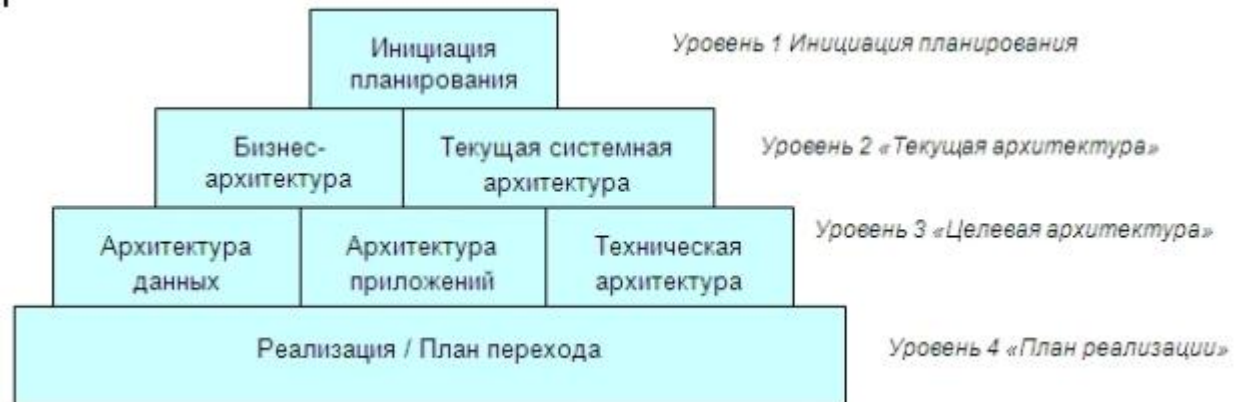 Инициация
планирования
Уровень 1 Инициация планирования
Бизнес-
архитектура
Текущая системная
архитектура
Уровень 2 «Текущая архитектура»
Архитектура
данных
Архитектура
приложений
Техническая
архитектура
Уровень 3 «Целевая архитектура»
Реализация / План перехода
Уровень 4 «План реализации»